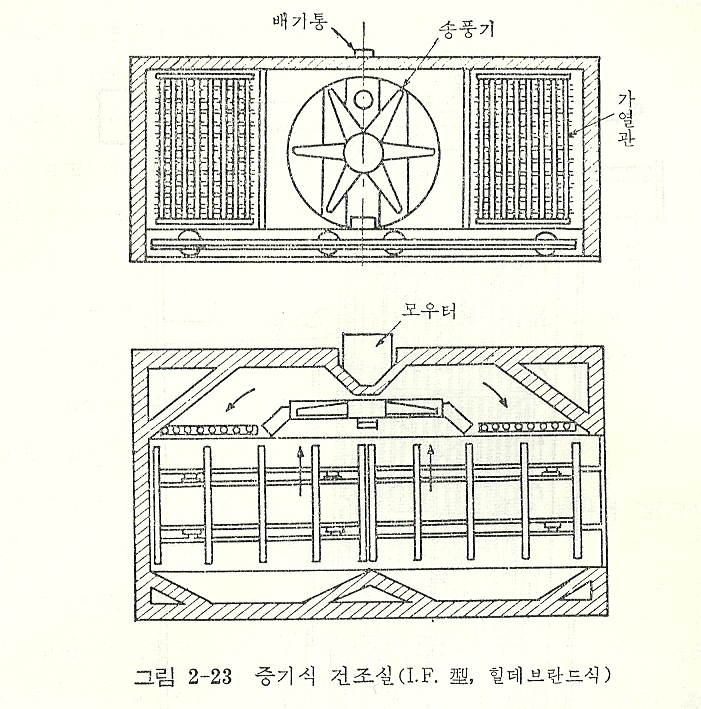 배기통
송풍기
가열관
모우터
그림 2-23 증기식 건조실(I.F. 型, 힐데브란드식)